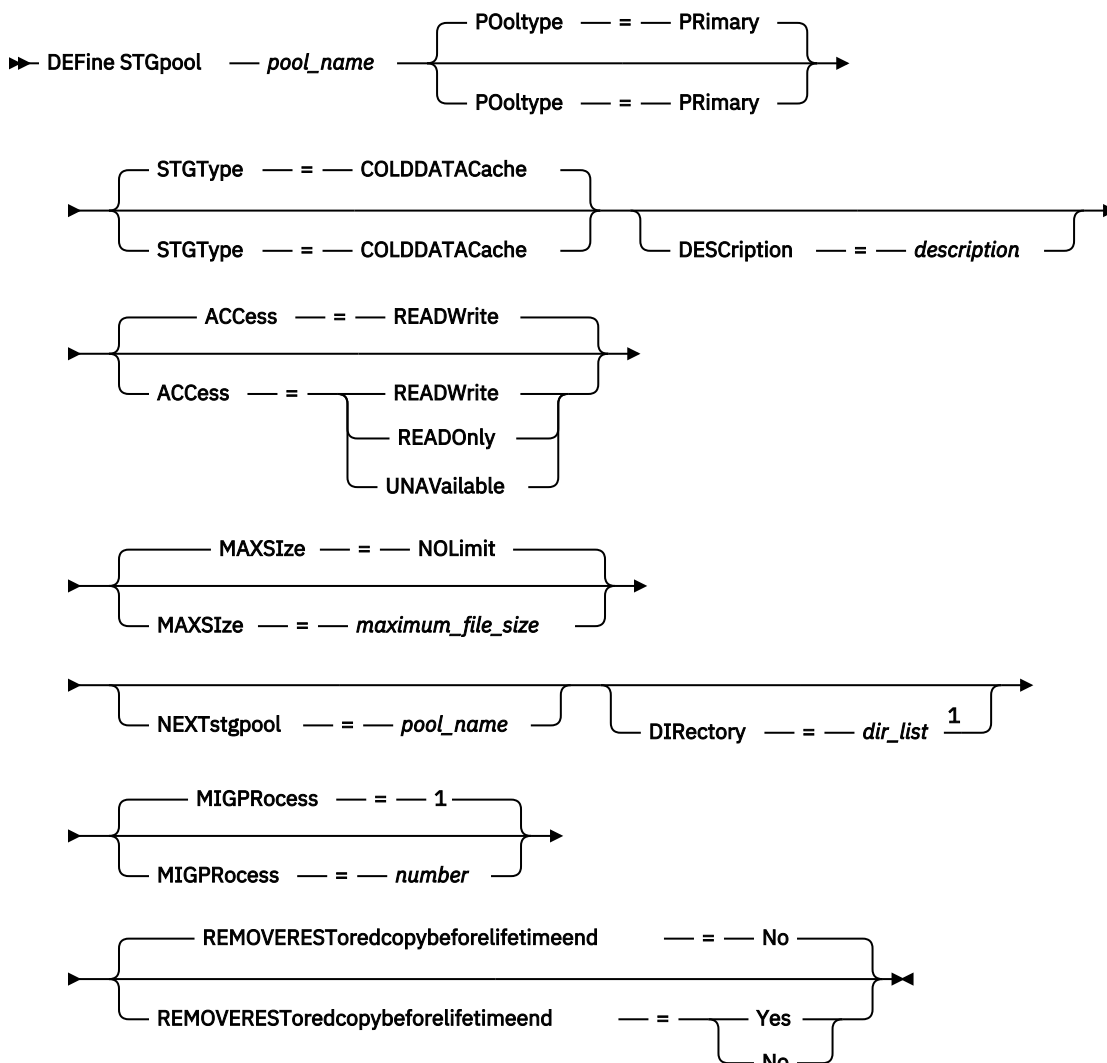 POoltype = PRimary
DEFine STGpool pool_name
POoltype = PRimary
STGType = COLDDATACache
STGType = COLDDATACache
DESCription = description
ACCess = READWrite
ACCess = READWrite
READOnly
UNAVailable
MAXSIze = NOLimit
MAXSIze = maximum_file_size
NEXTstgpool = pool_name
DIRectory = dir_list 1
MIGPRocess = 1
MIGPRocess = number
REMOVERESToredcopybeforelifetimeend = No
REMOVERESToredcopybeforelifetimeend = Yes
No